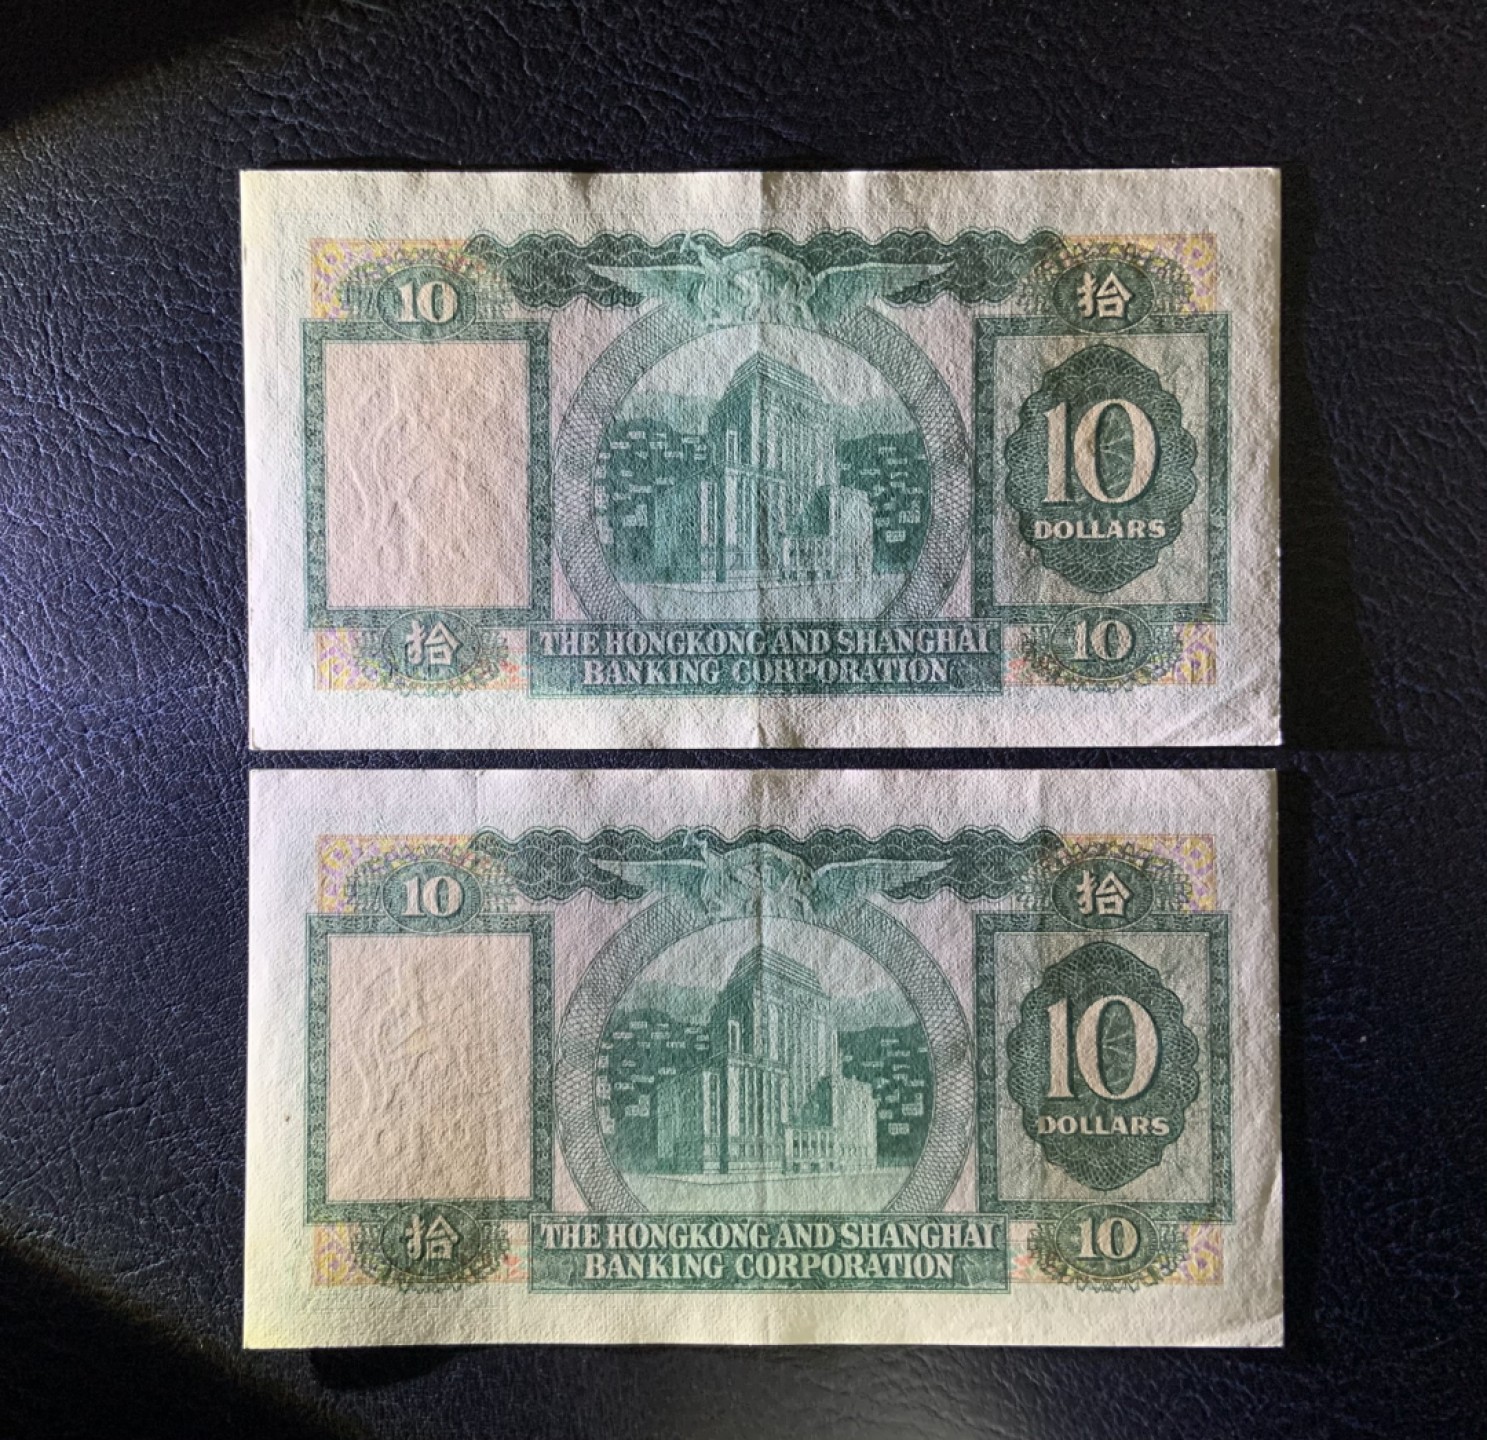 10 拾
10
DOLLARS
拾 10
THE HONGKONG AND SHANGHAI
BANKING CORPORATION
10 拾
10
DOLLARS
拾 10
THE HONGKONG AND SHANGHAI
BANKING CORPORATION